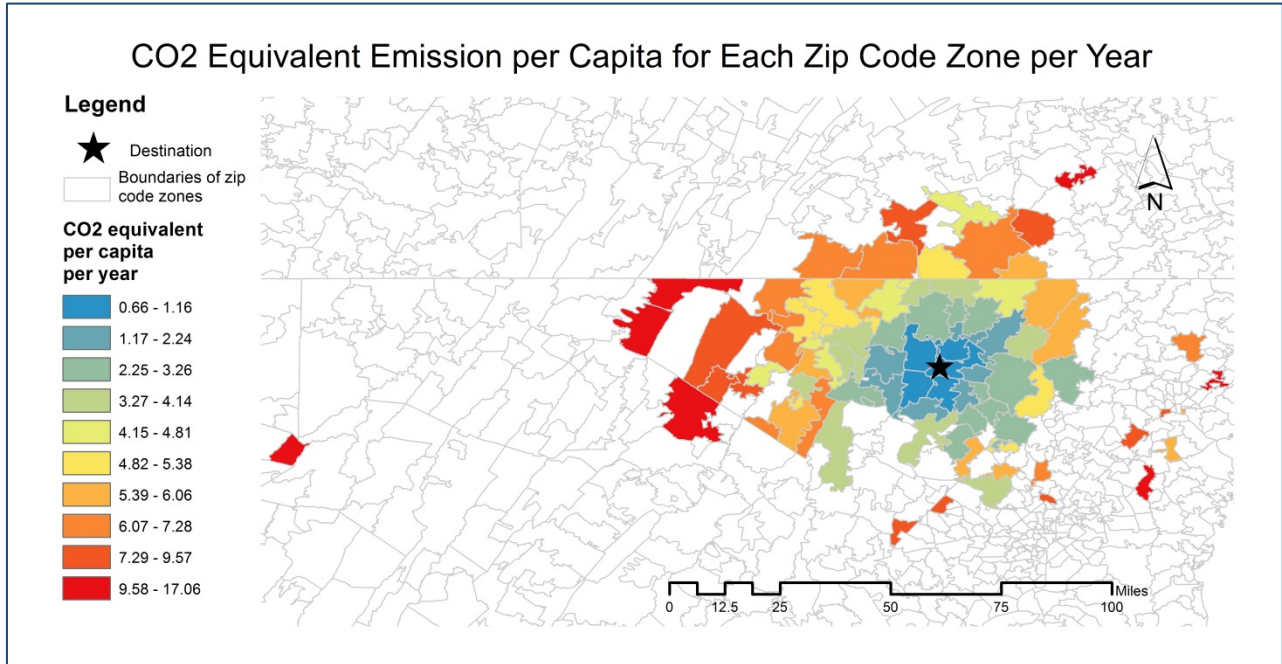 CO2 Equivalent Emission per Capita for Each Zip Code Zone per Year
Legend
Destination
Boundaries of zip
code zones
CO2 equivalent
per capita
per year
0.66 - 1.16
1.17 - 2.24
2.25 - 3.26
3.27 - 4.14
4.15 - 4.81
4.82 - 5.38
5.39 - 6.06
6.07 - 7.28
7.29 - 9.57
9.58 - 17.06
N
Miles
0 12.5 25 50 75 100